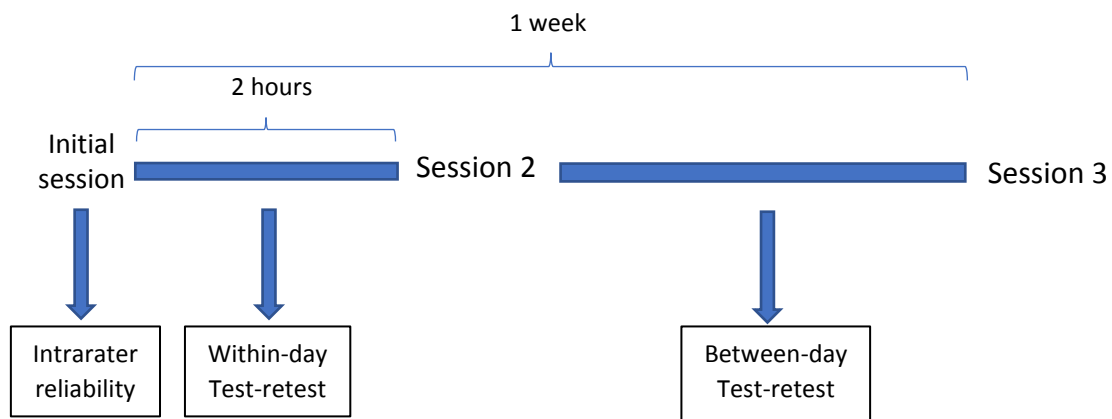 1 week
2 hours
Initial
session
Session 2
Session 3
Intrarater
reliability
Within-day
Test-retest
Between-day
Test-retest